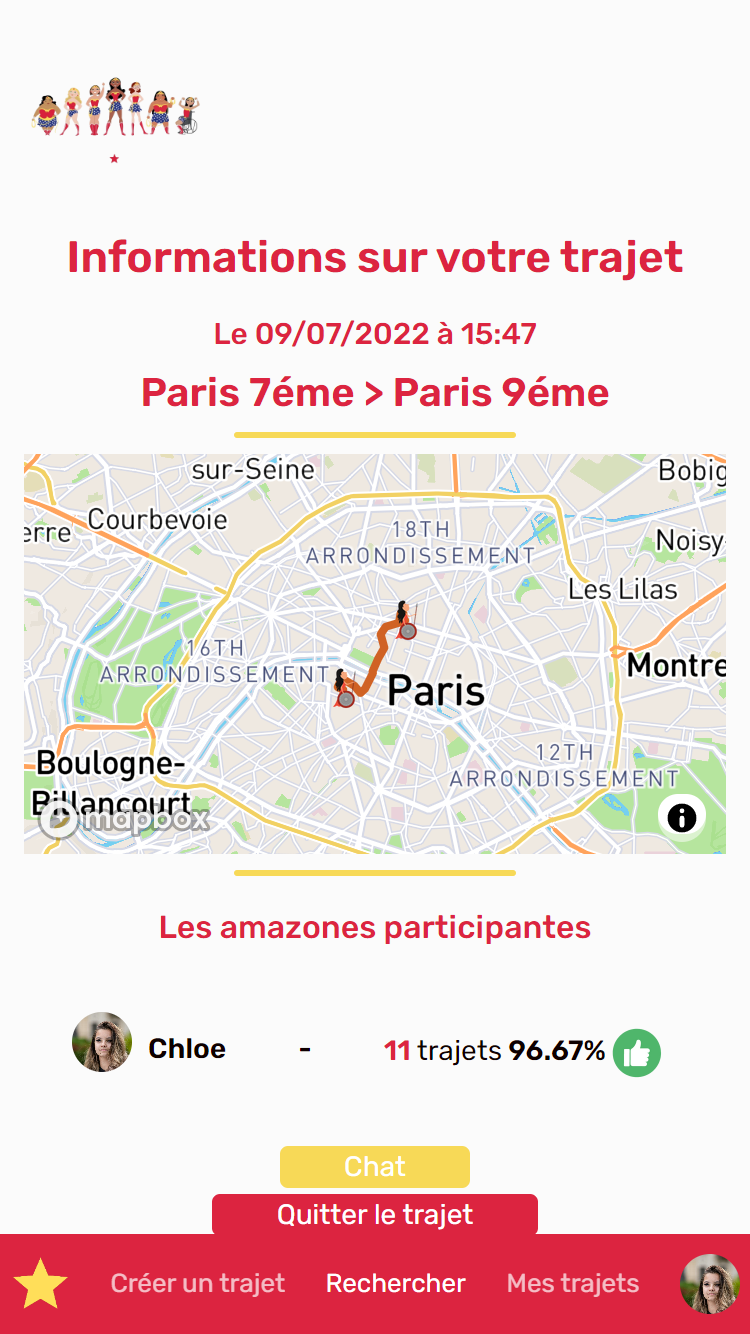 Informations sur votre trajet
Le 09/07/2022 à 15:47
Paris 7éme > Paris 9éme
sur-Seine
Bobig
Courbevoie
erre
18TH
ARRONDISSEMENT
Noisy-
Les Lilas
16TH
ARRONDISSEMENT
Montre
Paris
12TH
ARRONDISSEMENT
Boulogne-
Billancourt
mapbox
Les amazones participantes
Chloe - 11 trajets 96.67%
Chat
Quitter le trajet
Créer un trajet Rechercher Mes trajets